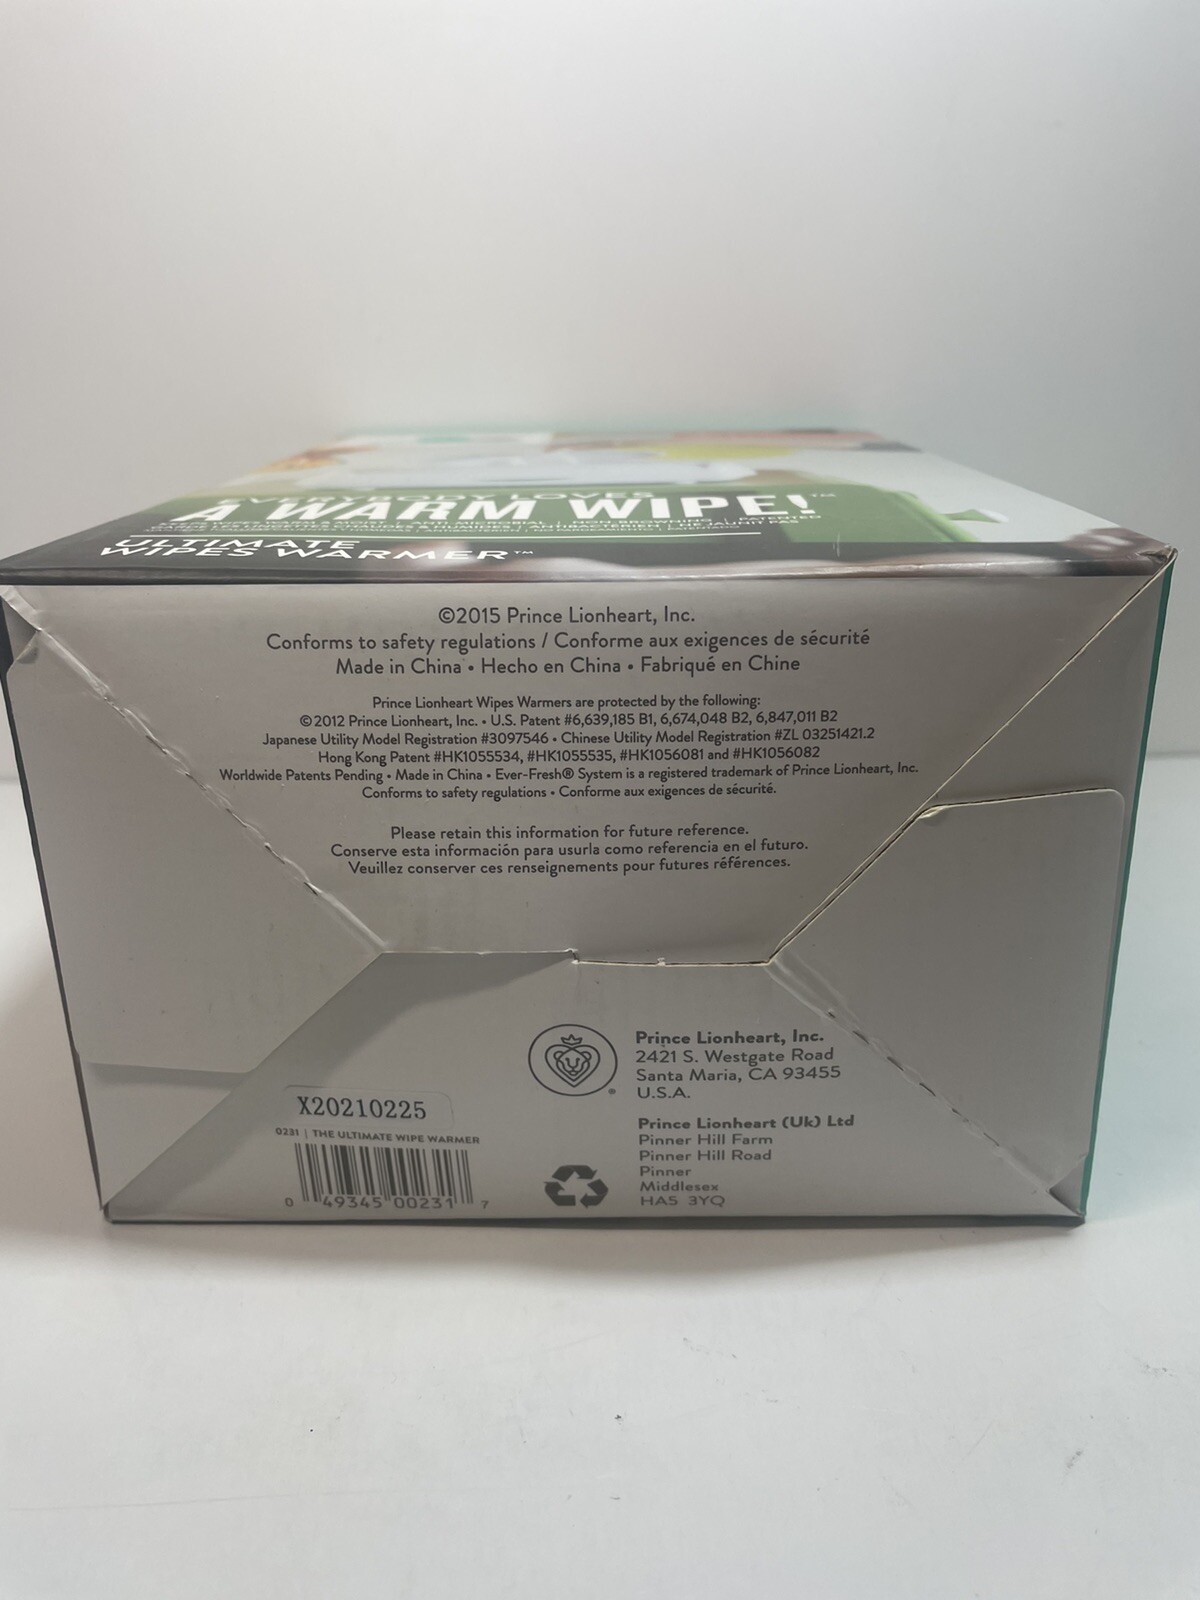 EVERYBODY LOVES
A WARM WIPE!™
ULTIMATE
WIPES WARMER™
©2015 Prince Lionheart, Inc.
Conforms to safety regulations / Conforme aux exigences de sécurité
Made in China • Hecho en China • Fabriqué en Chine
Prince Lionheart Wipes Warmers are protected by the following:
©2012 Prince Lionheart, Inc. • U.S. Patent #6,639,185 B1, 6,674,048 B2, 6,847,011 B2
Japanese Utility Model Registration #3097546 • Chinese Utility Model Registration #ZL 03251421.2
Hong Kong Patent #HK1055534, #HK1055535, #HK1056081 and #HK1056082
Worldwide Patents Pending • Made in China • Ever-Fresh® System is a registered trademark of Prince Lionheart, Inc.
Conforms to safety regulations • Conforme aux exigences de sécurité.
Please retain this information for future reference.
Conserve esta información para usurla como referencia en el futuro.
Veuillez conserver ces renseignements pour futures références.
Prince Lionheart, Inc.
2421 S. Westgate Road
Santa Maria, CA 93455
U.S.A.
Prince Lionheart (Uk) Ltd
Pinner Hill Farm
Pinner Hill Road
Pinner
Middlesex
HA5 3YQ
X20210225
0231 | THE ULTIMATE WIPE WARMER
0 49345 00231 7